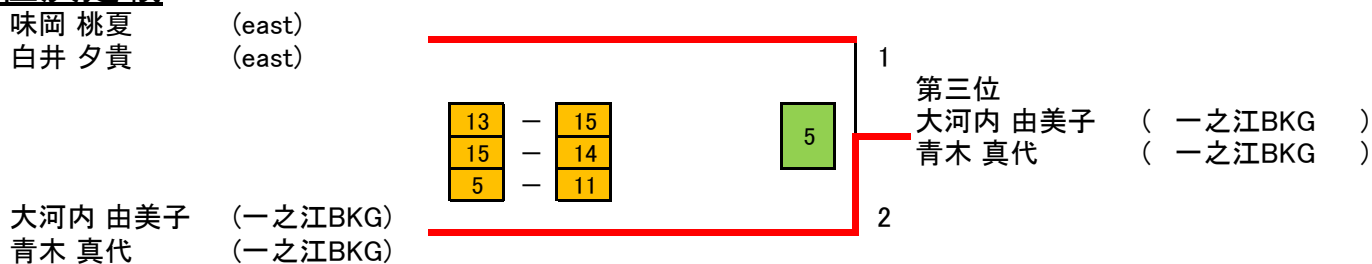 味岡 桃夏 (east)
白井 夕貴 (east)
1
第三位
大河内 由美子 ( 一之江BKG )
青木 真代 ( 一之江BKG )
13 － 15
15 － 14
5 － 11
5
大河内 由美子 (一之江BKG)
青木 真代 (一之江BKG)
2